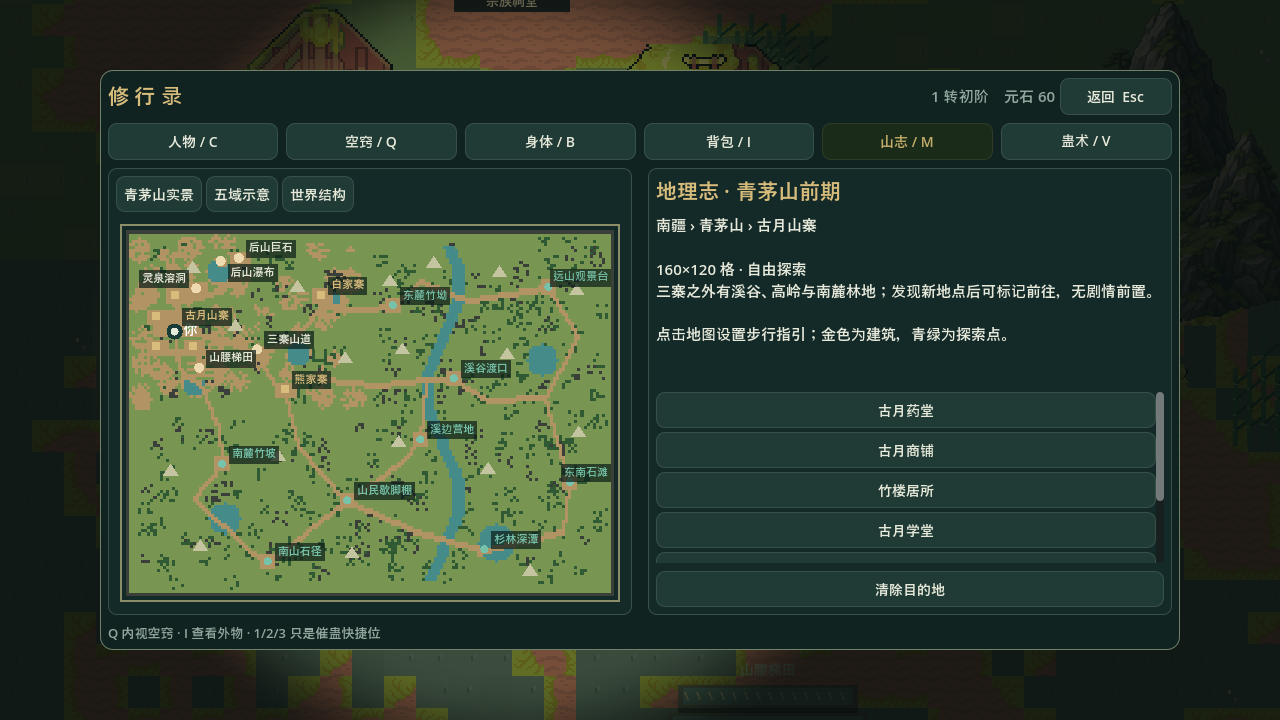 宗族祠堂
修行录
1 转初阶
元石 60
返回 Esc
人物 / C
空窍 / Q
身体 / B
背包 / I
山志 / M
蛊术 / V
青茅山实景
五域示意
世界结构
后山巨石
灵泉溶洞
后山瀑布
白家寨
东麓竹坳
远山观景台
古月山寨
你
三寨山道
山腰梯田
熊家寨
溪谷渡口
溪边营地
南麓竹坡
东南石滩
山民歇脚棚
杉林深潭
南山石径
地理志 · 青茅山前期
南疆 › 青茅山 › 古月山寨
160×120 格 · 自由探索
三寨之外有溪谷、高岭与南麓林地；发现新地点后可标记前往，无剧情前置。
点击地图设置步行指引；金色为建筑，青绿为探索点。
古月药堂
古月商铺
竹楼居所
古月学堂
清除目的地
Q 内视空窍 · I 查看外物 · 1/2/3 只是催蛊快捷位
山腰梯田